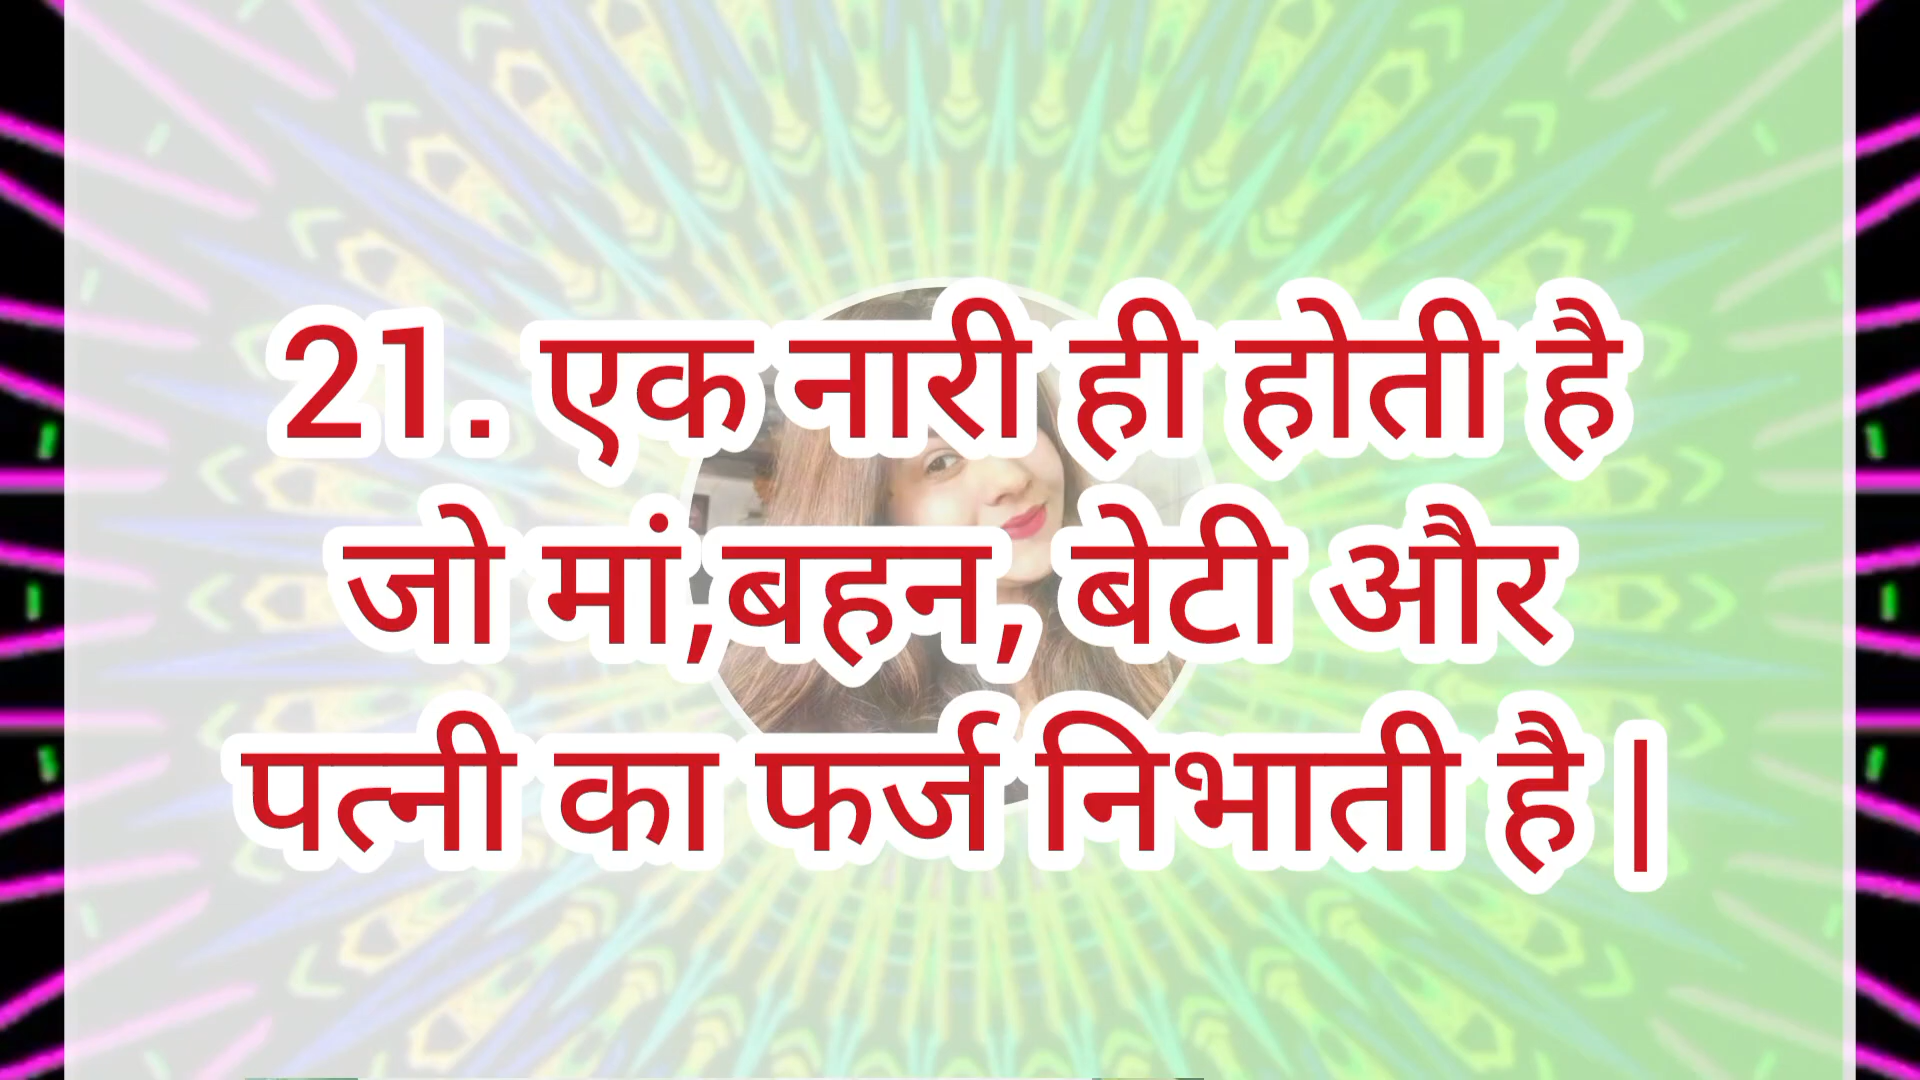 21. एक नारी ही होती है
जो मां,बहन, बेटी और
पत्नी का फर्ज निभाती है |